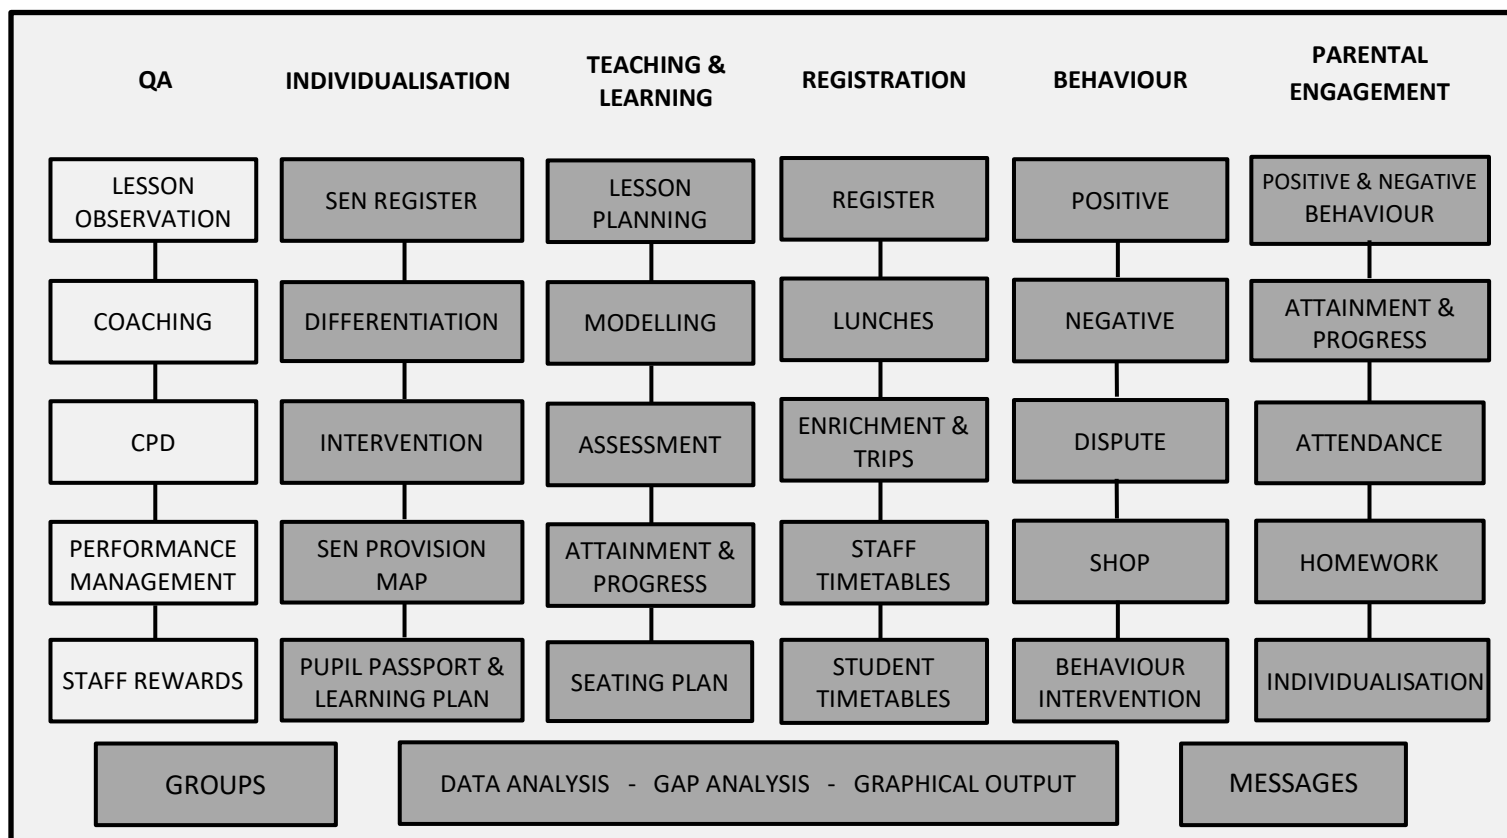 QA
INDIVIDUALISATION
TEACHING &
LEARNING
REGISTRATION
BEHAVIOUR
PARENTAL
ENGAGEMENT
LESSON
OBSERVATION
SEN REGISTER
LESSON
PLANNING
REGISTER
POSITIVE
POSITIVE & NEGATIVE
BEHAVIOUR
COACHING
DIFFERENTIATION
MODELLING
LUNCHES
NEGATIVE
ATTAINMENT &
PROGRESS
CPD
INTERVENTION
ASSESSMENT
ENRICHMENT &
TRIPS
DISPUTE
ATTENDANCE
PERFORMANCE
MANAGEMENT
SEN PROVISION
MAP
ATTAINMENT &
PROGRESS
STAFF
TIMETABLES
SHOP
HOMEWORK
STAFF REWARDS
PUPIL PASSPORT &
LEARNING PLAN
SEATING PLAN
STUDENT
TIMETABLES
BEHAVIOUR
INTERVENTION
INDIVIDUALISATION
GROUPS
DATA ANALYSIS - GAP ANALYSIS - GRAPHICAL OUTPUT
MESSAGES